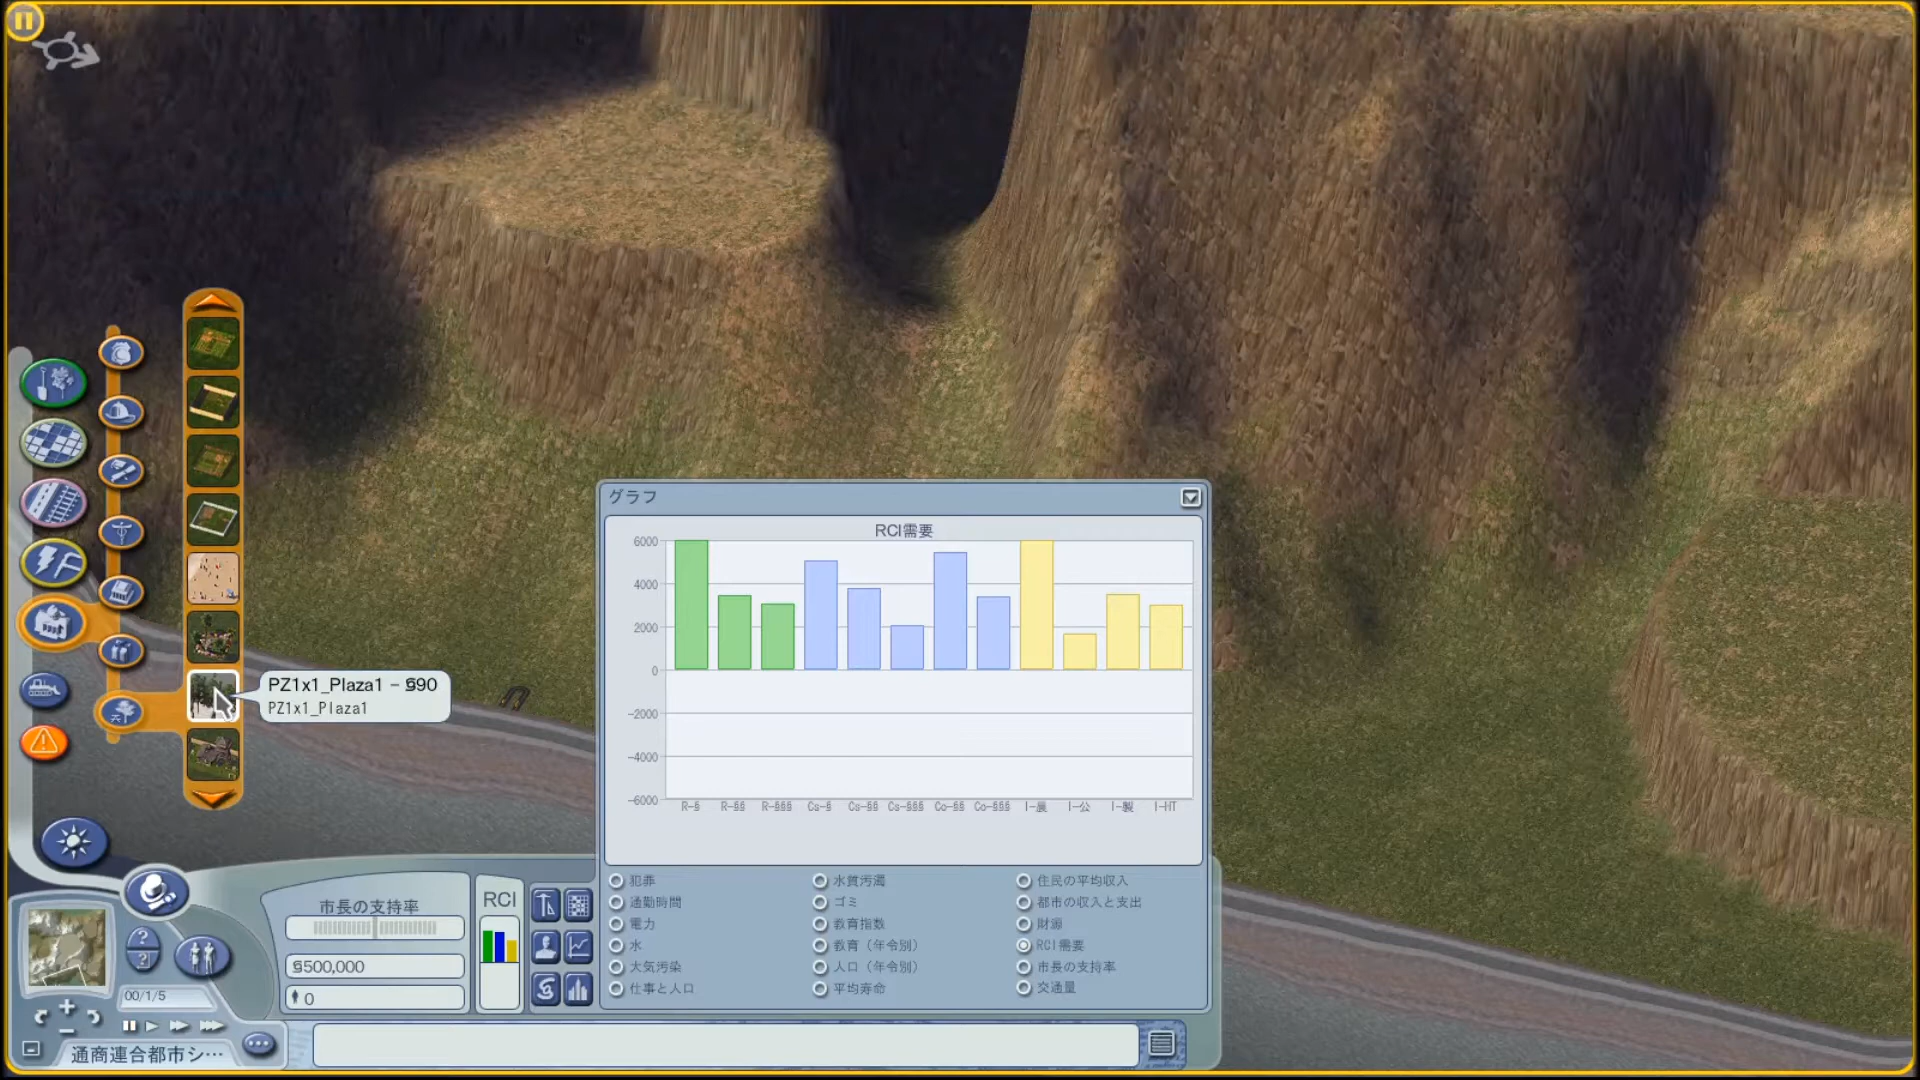 PZ1x1_Plaza1 – §90
PZ1x1_Plaza1
グラフ
RCI需要
6000
4000
2000
0
-2000
-4000
-6000
R-§ R-§§ R-§§§ Cs-§ Cs-§§ Cs-§§§ Co-§§ Co-§§§ I-農 I-公 I-製 I-HT
犯罪 水質汚濁 住民の平均収入
通勤時間 ゴミ 都市の収入と支出
電力 教育指数 財源
水 教育（年令別） RCI需要
大気汚染 人口（年令別） 市長の支持率
仕事と人口 平均寿命 交通量
市長の支持率
§500,000
0
RCI
00/1/5
通商連合都市シ…